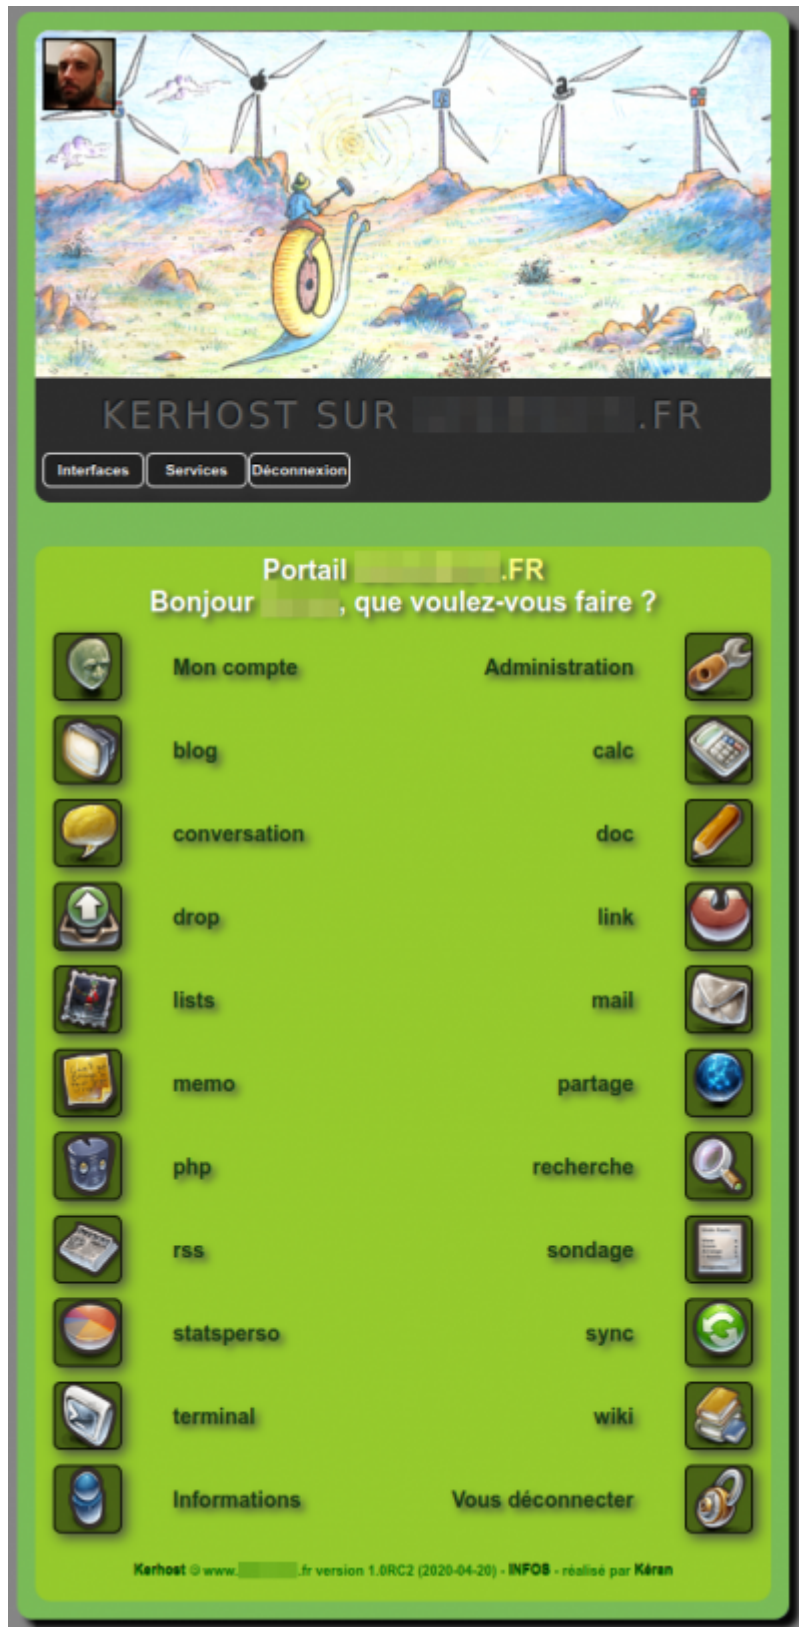 KERHOST SUR .FR
Interfaces Services Déconnexion
Portail .FR
Bonjour , que voulez-vous faire ?
Mon compte Administration
blog calc
conversation doc
drop link
lists mail
memo partage
php recherche
rss sondage
statsperso sync
terminal wiki
Informations Vous déconnecter
Kerhost © www. .fr version 1.0RC2 (2020-04-20) - INFOS - réalisé par Kéran